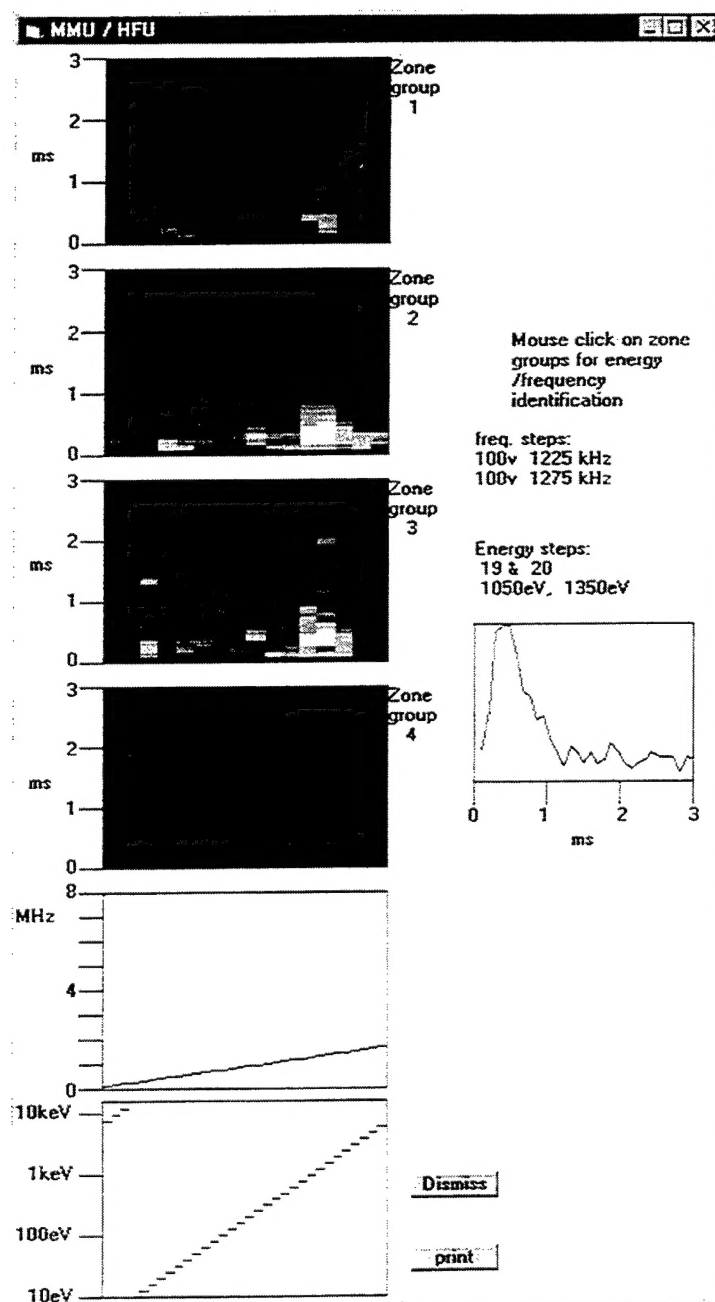 MMU / HFU
3
2
ms
1
0
Zone
group
1
3
2
ms
1
0
Zone
group
2
3
2
ms
1
0
Zone
group
3
3
2
ms
1
0
Zone
group
4
Mouse click on zone
groups for energy
/frequency
identification
freq. steps:
100v 1225 kHz
100v 1275 kHz
Energy steps:
19 & 20
1050eV, 1350eV
0 1 2 3
ms
8
MHz
4
0
10keV
1keV
100eV
10eV
Dismiss
print